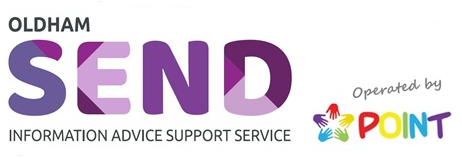 OLDHAM
SEND
INFORMATION ADVICE SUPPORT SERVICE
Operated by
POINT